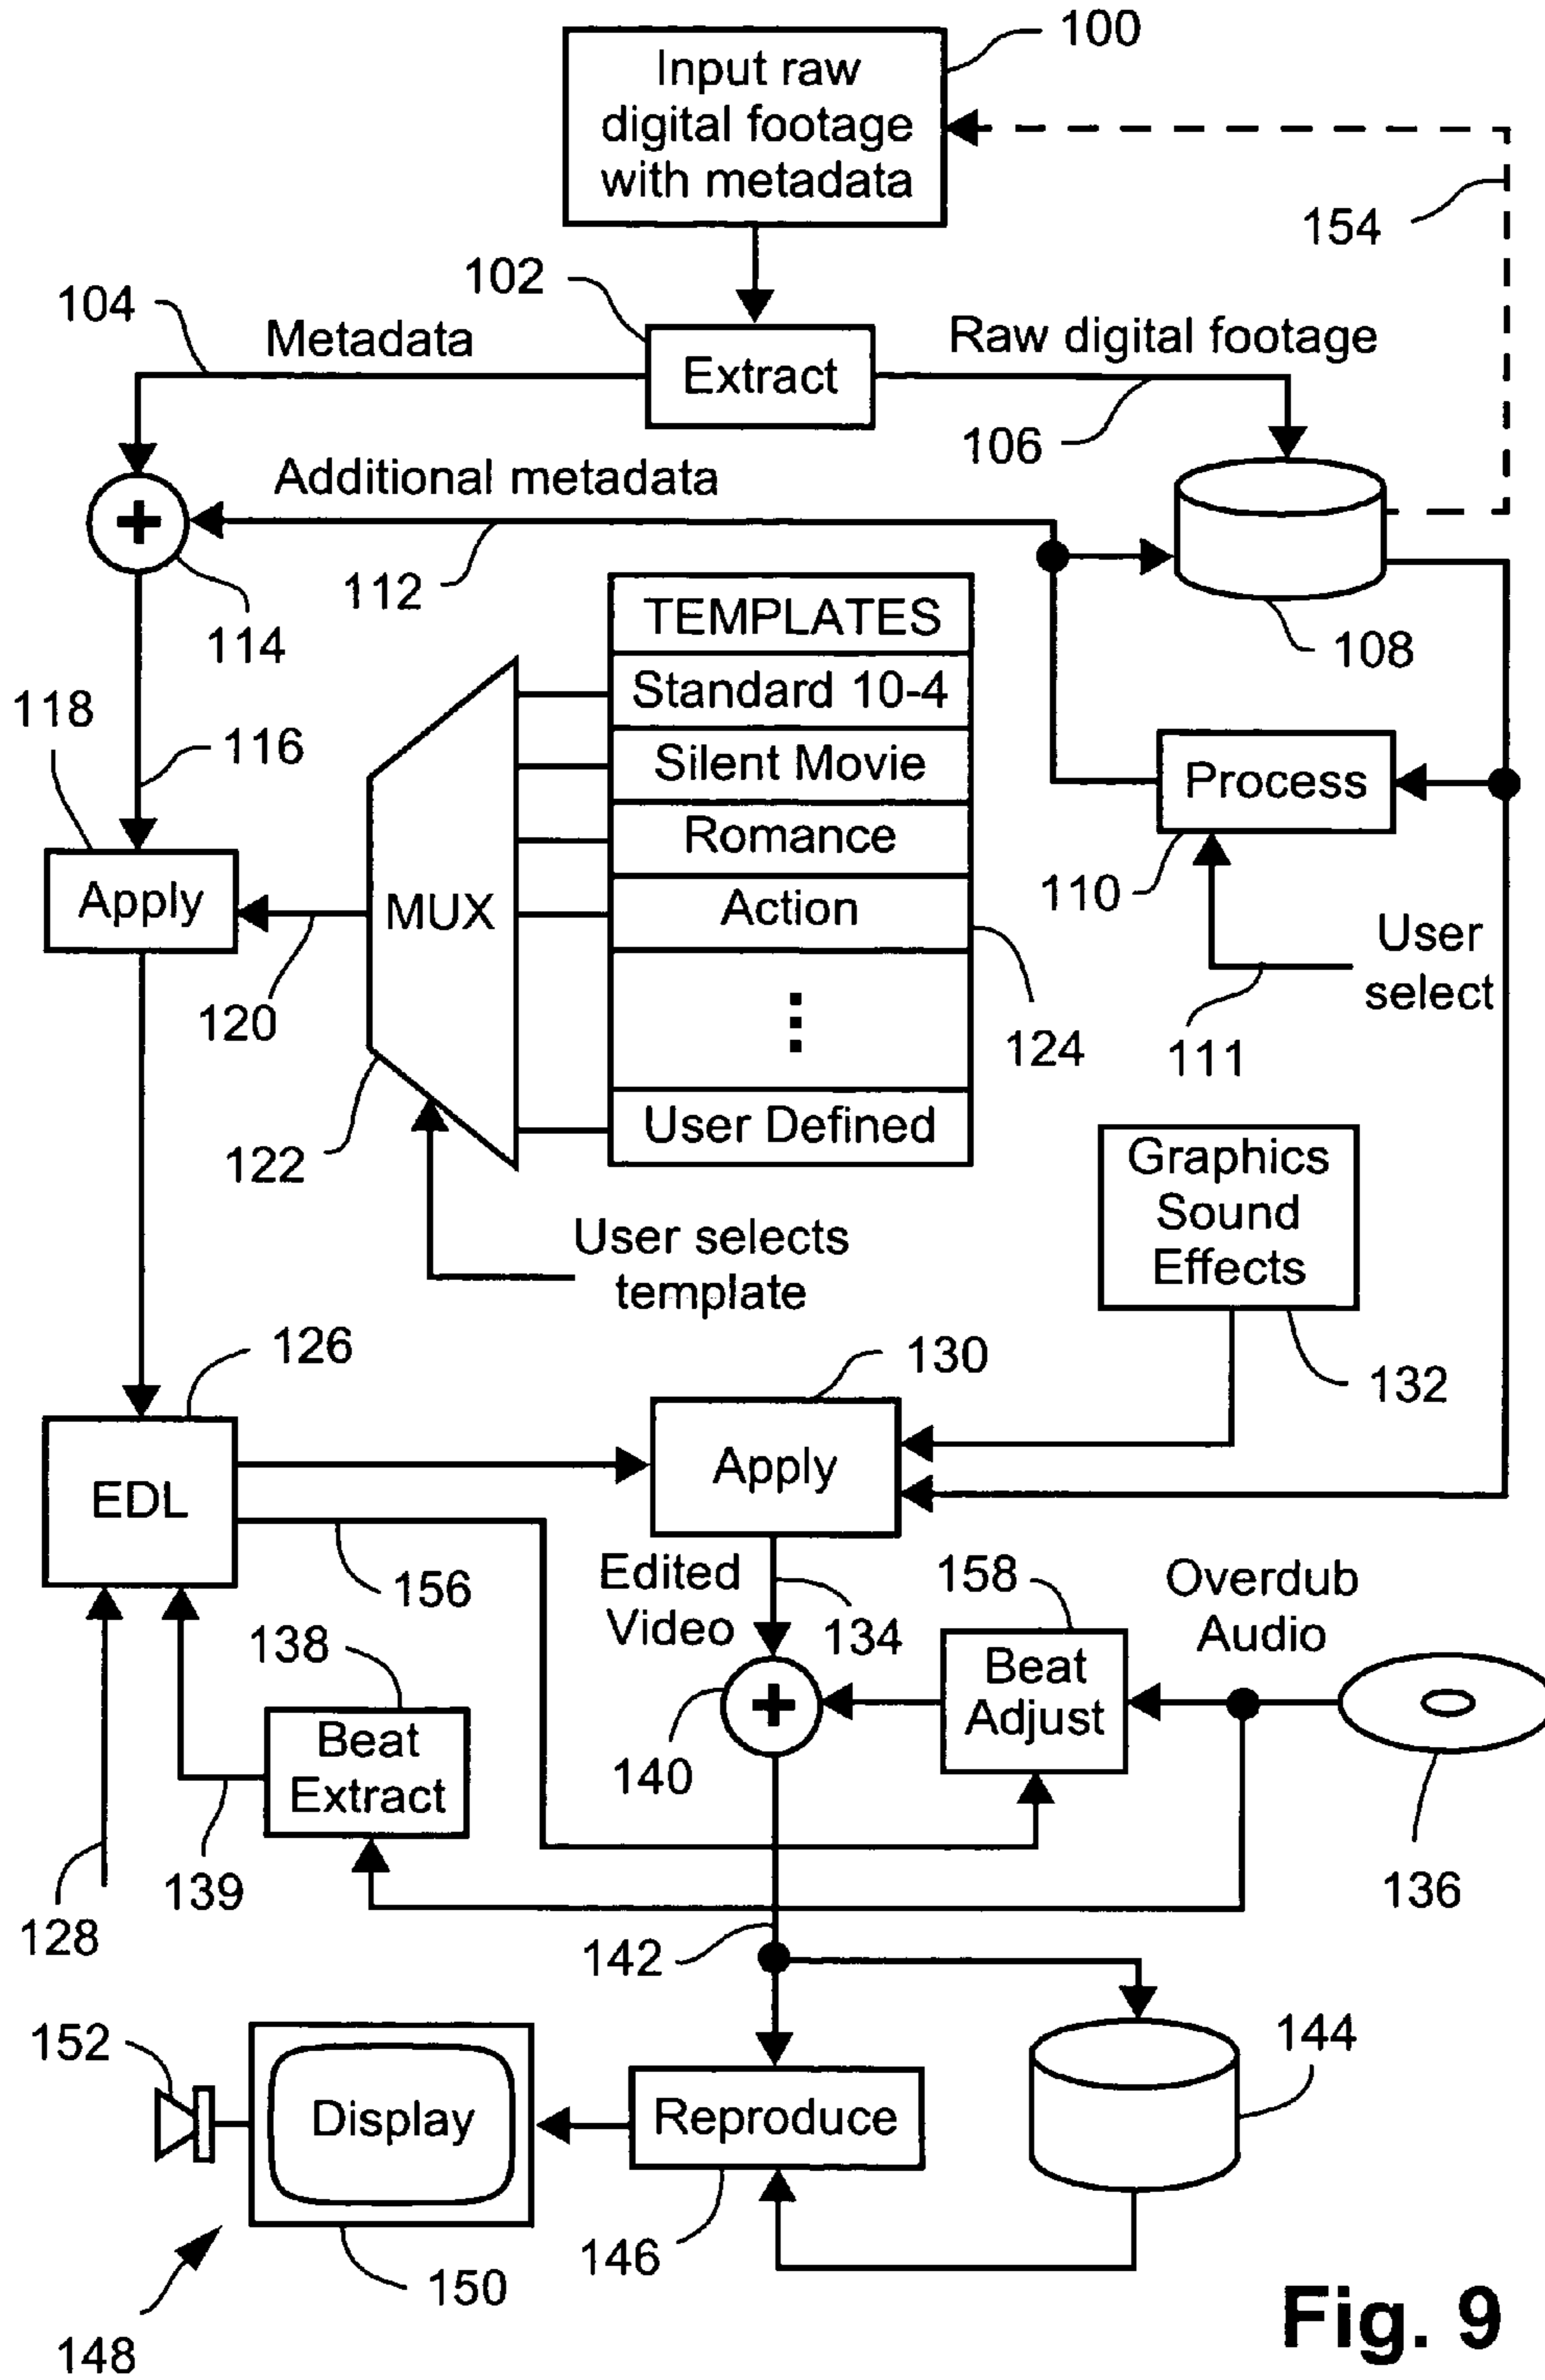 100
Input raw
digital footage
with metadata
154
102
104
Metadata
Raw digital footage
Extract
106
Additional metadata
+
112
114
108
TEMPLATES
Standard 10-4
Silent Movie
Romance
Action
User Defined
118
116
Process
Apply
MUX
110
User
select
120
124
111
122
Graphics
Sound
Effects
User selects
template
126
130
132
EDL
Apply
156
Edited
Video
134
158
Overdub
Audio
138
Beat
Extract
+
Beat
Adjust
140
139
136
128
142
152
144
Display
Reproduce
146
150
148
Fig. 9